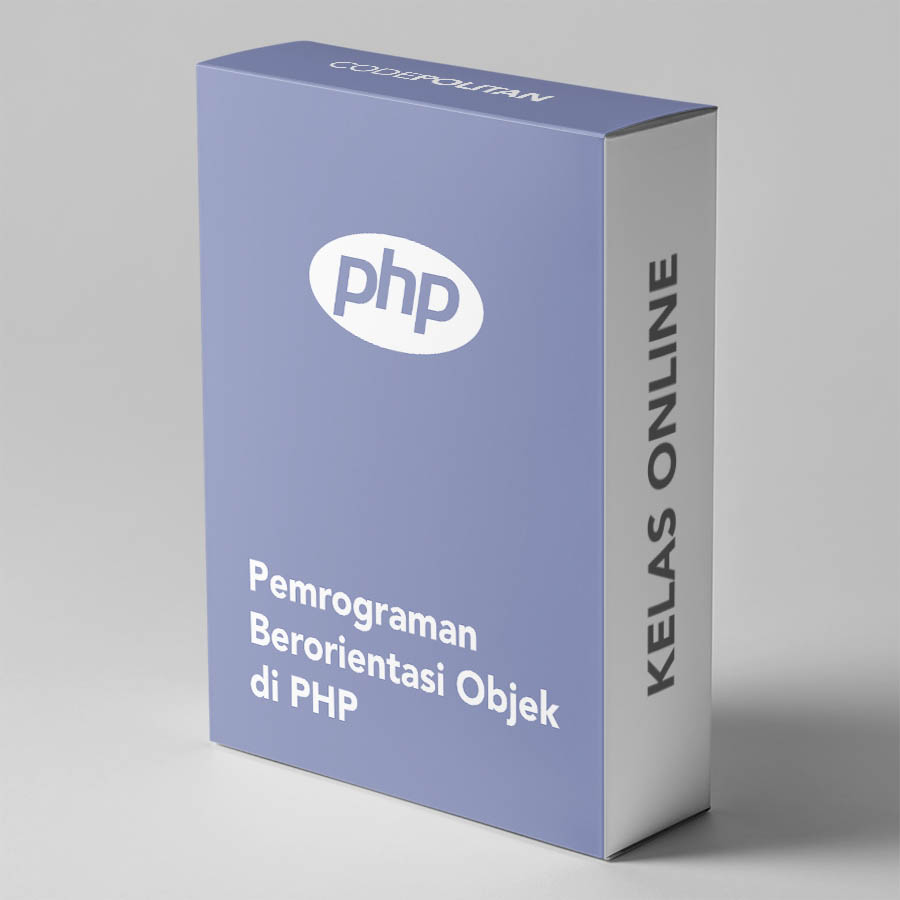 CODEPOLITAN
php
Pemrograman
Berorientasi Objek
di PHP
KELAS ONLINE